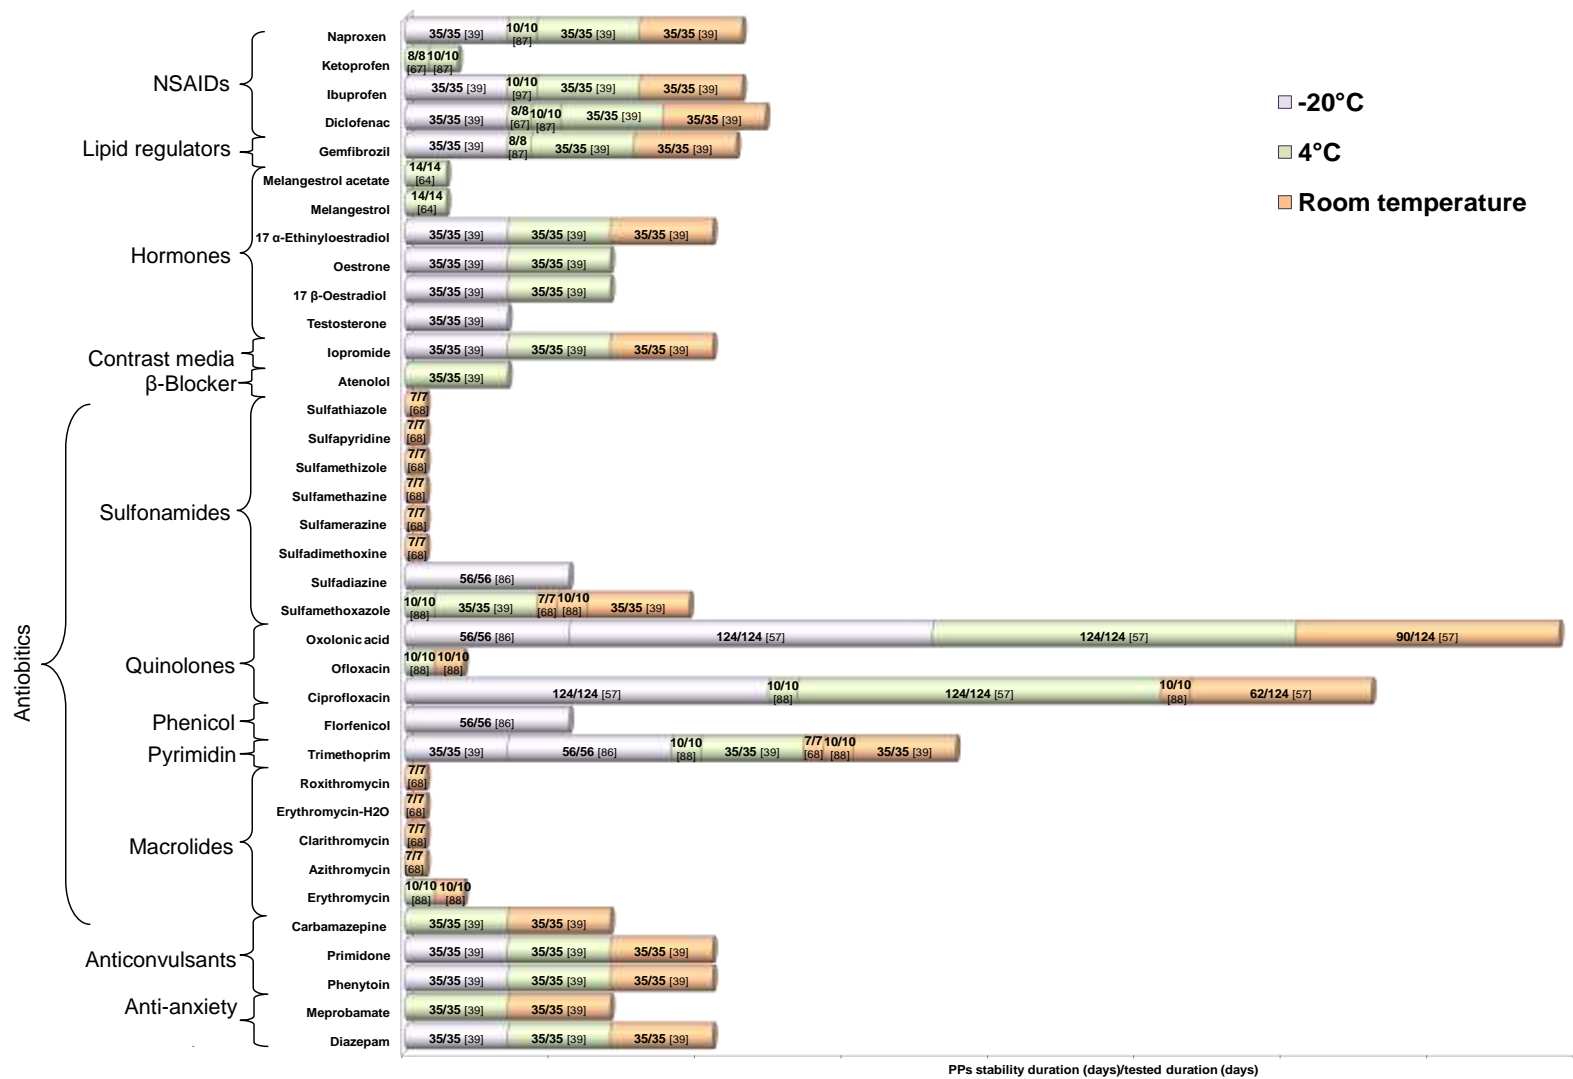 Naproxen 35/35 [39] 10/10 [87] 35/35 [39] 35/35 [39]
Ketoprofen 8/8 [67] 10/10 [87]
NSAIDs
Ibuprofen 35/35 [39] 10/10 [97] 35/35 [39] 35/35 [39]
Diclofenac 35/35 [39] 8/8 [67] 10/10 [87] 35/35 [39] 35/35 [39]
Lipid regulators
Gemfibrozil 35/35 [39] 8/8 [87] 35/35 [39] 35/35 [39]
Melangestrol acetate 14/14 [64]
Melangestrol 14/14 [64]
17 α-Ethinyloestradiol 35/35 [39] 35/35 [39] 35/35 [39]
Hormones
Oestrone 35/35 [39] 35/35 [39]
17 β-Oestradiol 35/35 [39] 35/35 [39]
Testosterone 35/35 [39]
Contrast media
Iopromide 35/35 [39] 35/35 [39] 35/35 [39]
β-Blocker
Atenolol 35/35 [39]
Antiobitics
Sulfonamides
Sulfathiazole 7/7 [68]
Sulfapyridine 7/7 [68]
Sulfamethizole 7/7 [68]
Sulfamethazine 7/7 [68]
Sulfamerazine 7/7 [68]
Sulfadimethoxine 7/7 [68]
Sulfadiazine 56/56 [86]
Sulfamethoxazole 10/10 [88] 35/35 [39] 7/7 [68] 10/10 [88] 35/35 [39]
Quinolones
Oxolonic acid 56/56 [86] 124/124 [57] 124/124 [57] 90/124 [57]
Ofloxacin 10/10 [88] 10/10 [88]
Ciprofloxacin 124/124 [57] 10/10 [88] 124/124 [57] 10/10 [88] 62/124 [57]
Phenicol
Florfenicol 56/56 [86]
Pyrimidin
Trimethoprim 35/35 [39] 56/56 [86] 10/10 [88] 35/35 [39] 7/7 [68] 10/10 [88] 35/35 [39]
Macrolides
Roxithromycin 7/7 [68]
Erythromycin-H2O 7/7 [68]
Clarithromycin 7/7 [68]
Azithromycin 7/7 [68]
Erythromycin 10/10 [88] 10/10 [88]
Anticonvulsants
Carbamazepine 35/35 [39] 35/35 [39]
Primidone 35/35 [39] 35/35 [39] 35/35 [39]
Phenytoin 35/35 [39] 35/35 [39] 35/35 [39]
Anti-anxiety
Meprobamate 35/35 [39] 35/35 [39]
Diazepam 35/35 [39] 35/35 [39] 35/35 [39]
PPs stability duration (days)/tested duration (days)
-20°C
4°C
Room temperature